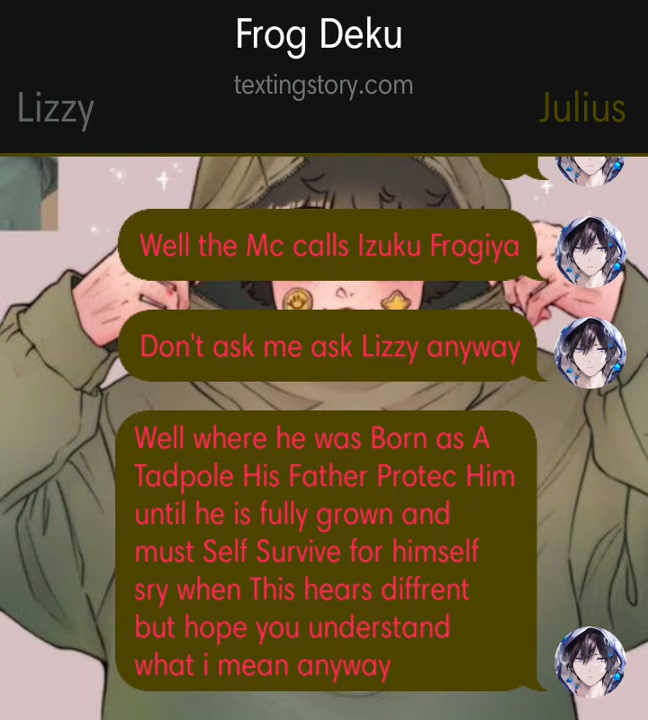 Frog Deku
textingstory.com
Lizzy
Julius
Well the Mc calls Izuku Frogiya
Don't ask me ask Lizzy anyway
Well where he was Born as A
Tadpole His Father Protec Him
until he is fully grown and
must Self Survive for himself
sry when This hears diffrent
but hope you understand
what i mean anyway